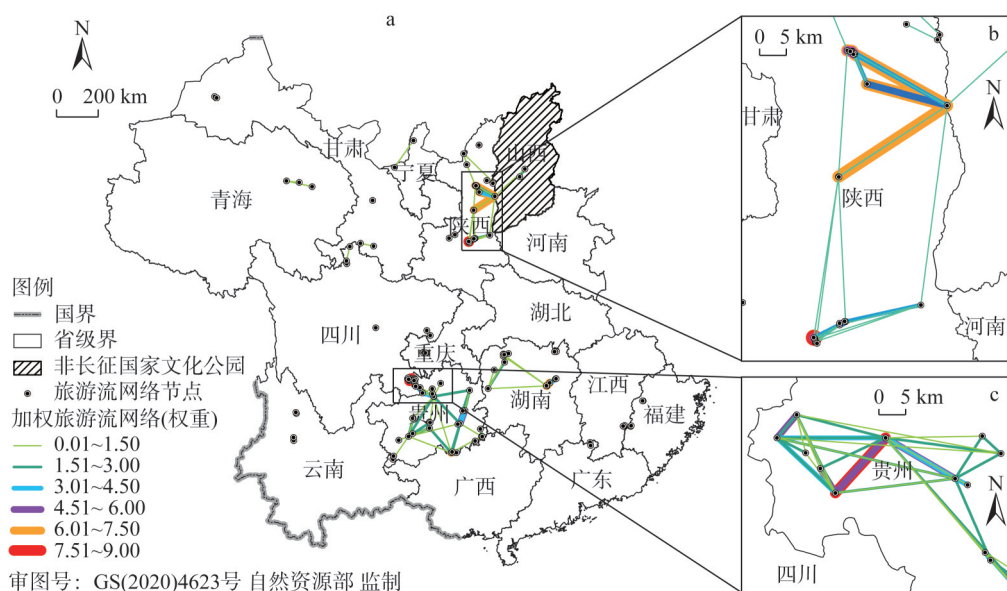 a
N
0 200 km
甘肃
宁夏
山西
青海
陕西
河南
四川
重庆
湖北
贵州
湖南
江西
福建
云南
广西
广东
图例
国界
省级界
非长征国家文化公园
旅游流网络节点
加权旅游流网络(权重)
0.01~1.50
1.51~3.00
3.01~4.50
4.51~ 6.00
6.01~7.50
7.51~9.00
审图号：GS(2020)4623号 自然资源部 监制
b
0 5 km
N
甘肃
陕西
河南
c
0 5 km
贵州
N
四川